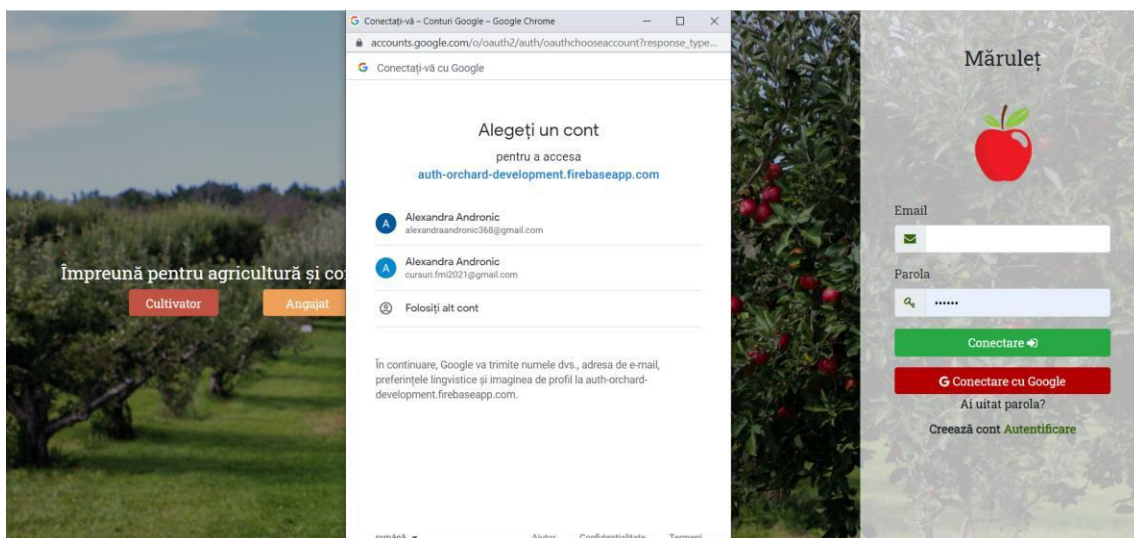 Conectați-vă – Conturi Google – Google Chrome
accounts.google.com/o/oauth2/auth/oauthchooseaccount?response_type...
Conectați-vă cu Google
Alegeți un cont
pentru a accesa
auth-orchard-development.firebaseapp.com
A
Alexandra Andronic
alexandraandronic368@gmail.com
A
Alexandra Andronic
cursuri.fmi2021@gmail.com
Folosiți alt cont
În continuare, Google va trimite numele dvs., adresa de e-mail,
preferințele lingvistice și imaginea de profil la auth-orchard-
development.firebaseapp.com.
română
Ajutor Confidențialitate Termeni
Împreună pentru agricultură și co
Cultivator Angajat
Măruleț
Email
Parola
••••••
Conectare
G Conectare cu Google
Ai uitat parola?
Creează cont Autentificare